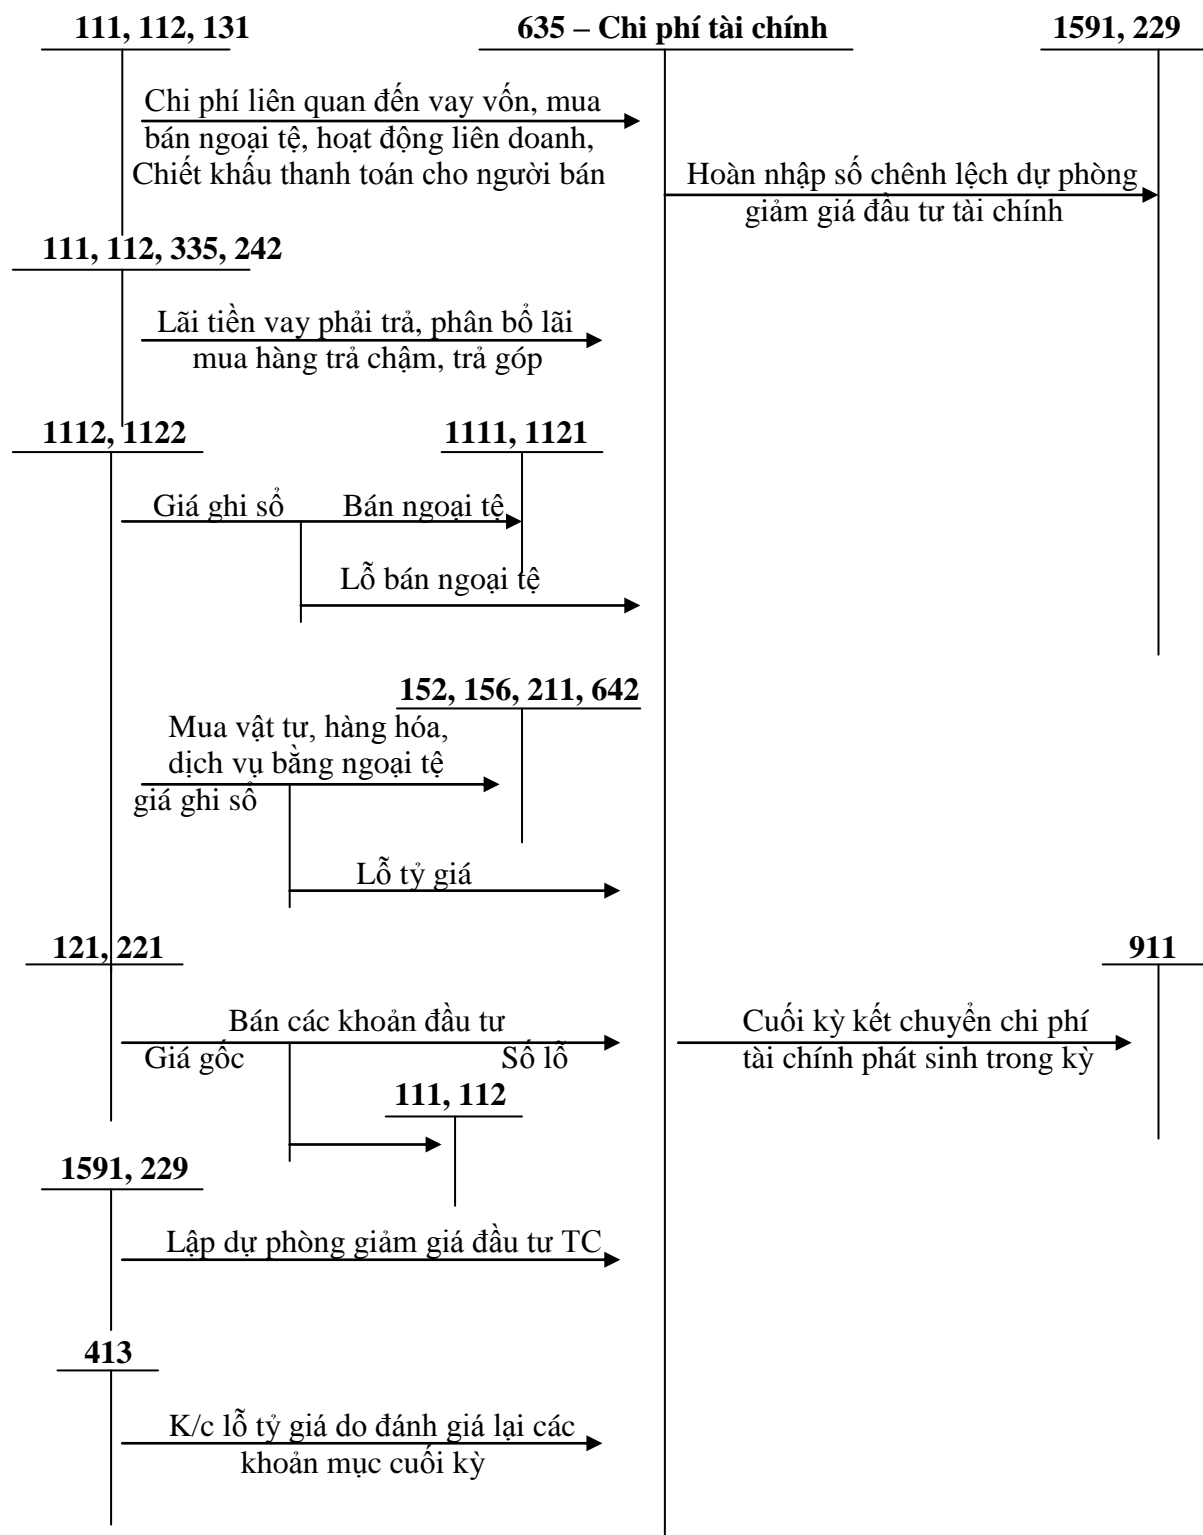 111, 112, 131
635 – Chi phí tài chính
1591, 229
Chi phí liên quan đến vay vốn, mua
bán ngoại tệ, hoạt động liên doanh,
Chiết khấu thanh toán cho người bán
Hoàn nhập số chênh lệch dự phòng
giảm giá đầu tư tài chính
111, 112, 335, 242
Lãi tiền vay phải trả, phân bổ lãi
mua hàng trả chậm, trả góp
1112, 1122
1111, 1121
Giá ghi sổ
Bán ngoại tệ
Lỗ bán ngoại tệ
152, 156, 211, 642
Mua vật tư, hàng hóa,
dịch vụ bằng ngoại tệ
giá ghi sổ
Lỗ tỷ giá
121, 221
911
Bán các khoản đầu tư
Giá gốc
Số lỗ
Cuối kỳ kết chuyển chi phí
tài chính phát sinh trong kỳ
111, 112
1591, 229
Lập dự phòng giảm giá đầu tư TC
413
K/c lỗ tỷ giá do đánh giá lại các
khoản mục cuối kỳ